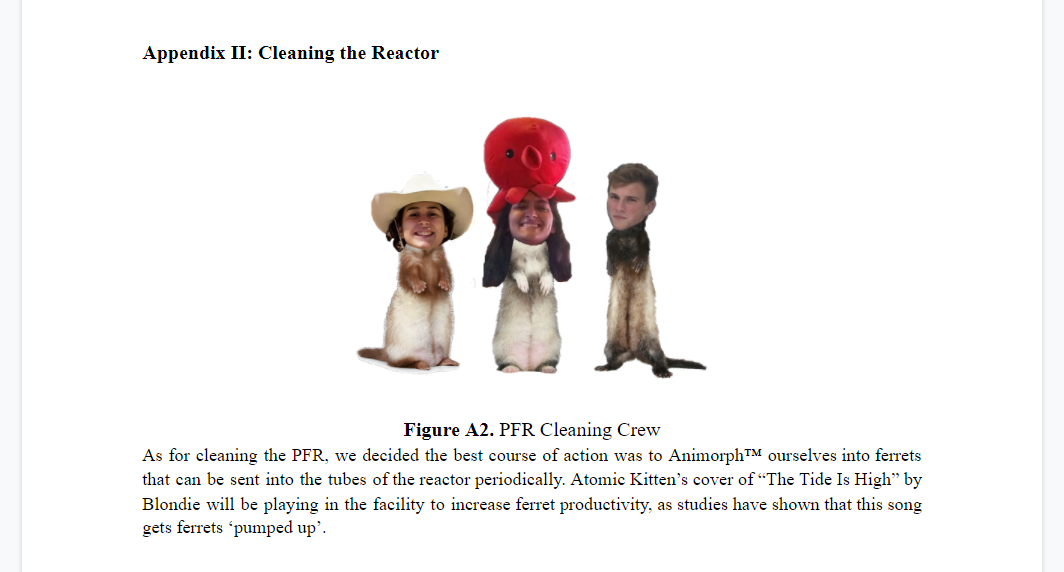 Appendix II: Cleaning the Reactor
Figure A2. PFR Cleaning Crew
As for cleaning the PFR, we decided the best course of action was to Animorph™ ourselves into ferrets
that can be sent into the tubes of the reactor periodically. Atomic Kitten’s cover of “The Tide Is High” by
Blondie will be playing in the facility to increase ferret productivity, as studies have shown that this song
gets ferrets ‘pumped up’.